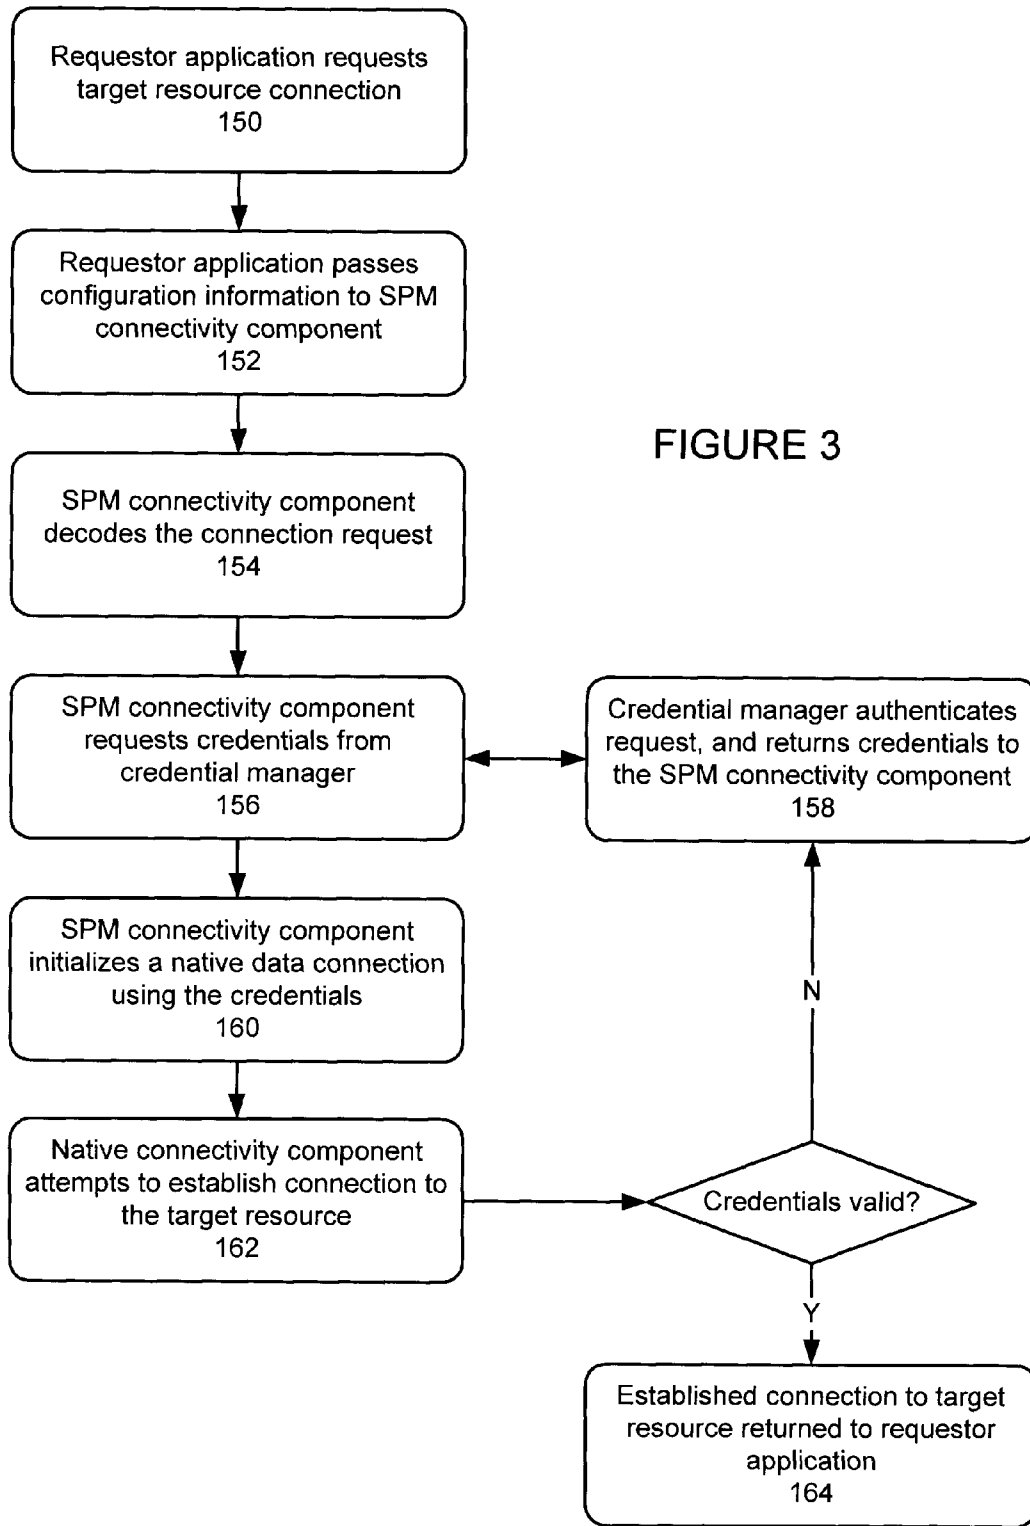 Requestor application requests
target resource connection
150
Requestor application passes
configuration information to SPM
connectivity component
152
FIGURE 3
SPM connectivity component
decodes the connection request
154
SPM connectivity component
requests credentials from
credential manager
156
Credential manager authenticates
request, and returns credentials to
the SPM connectivity component
158
SPM connectivity component
initializes a native data connection
using the credentials
160
N
Native connectivity component
attempts to establish connection to
the target resource
162
Credentials valid?
Y
Established connection to target
resource returned to requestor
application
164